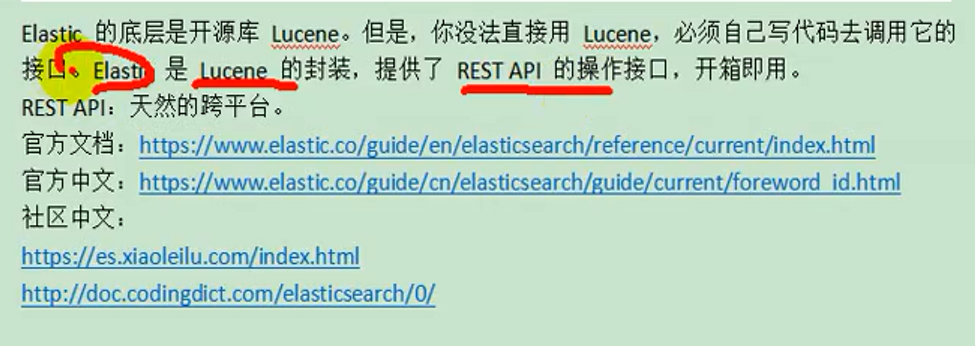 Elastic 的底层是开源库 Lucene。但是，你没法直接用 Lucene，必须自己写代码去调用它的
接口。Elastic 是 Lucene 的封装，提供了 REST API 的操作接口，开箱即用。
REST API：天然的跨平台。
官方文档：https://www.elastic.co/guide/en/elasticsearch/reference/current/index.html
官方中文：https://www.elastic.co/guide/cn/elasticsearch/guide/current/foreword_id.html
社区中文：
https://es.xiaoleilu.com/index.html
http://doc.codingdict.com/elasticsearch/0/